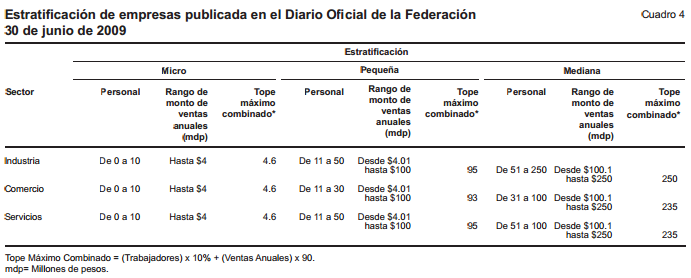 Estratificación de empresas publicada en el Diario Oficial de la Federación Cuadro 4
30 de junio de 2009
Estratificación
Micro Pequeña Mediana
Sector Personal Rango de Tope Personal Rango de Tope Personal Rango de Tope
monto de máximo monto de máximo monto de máximo
ventas combinado* ventas combinado* ventas combinado*
anuales anuales anuales
(mdp) (mdp) (mdp)
Industria De 0 a 10 Hasta $4 4.6 De 11 a 50 Desde $4.01 95 De 51 a 250 Desde $100.1 250
hasta $100 hasta $250
Comercio De 0 a 10 Hasta $4 4.6 De 11 a 30 Desde $4.01 93 De 31 a 100 Desde $100.1 235
hasta $100 hasta $250
Servicios De 0 a 10 Hasta $4 4.6 De 11 a 50 Desde $4.01 95 De 51 a 100 Desde $100.1 235
hasta $100 hasta $250
Tope Máximo Combinado = (Trabajadores) x 10% + (Ventas Anuales) x 90.
mdp= Millones de pesos.